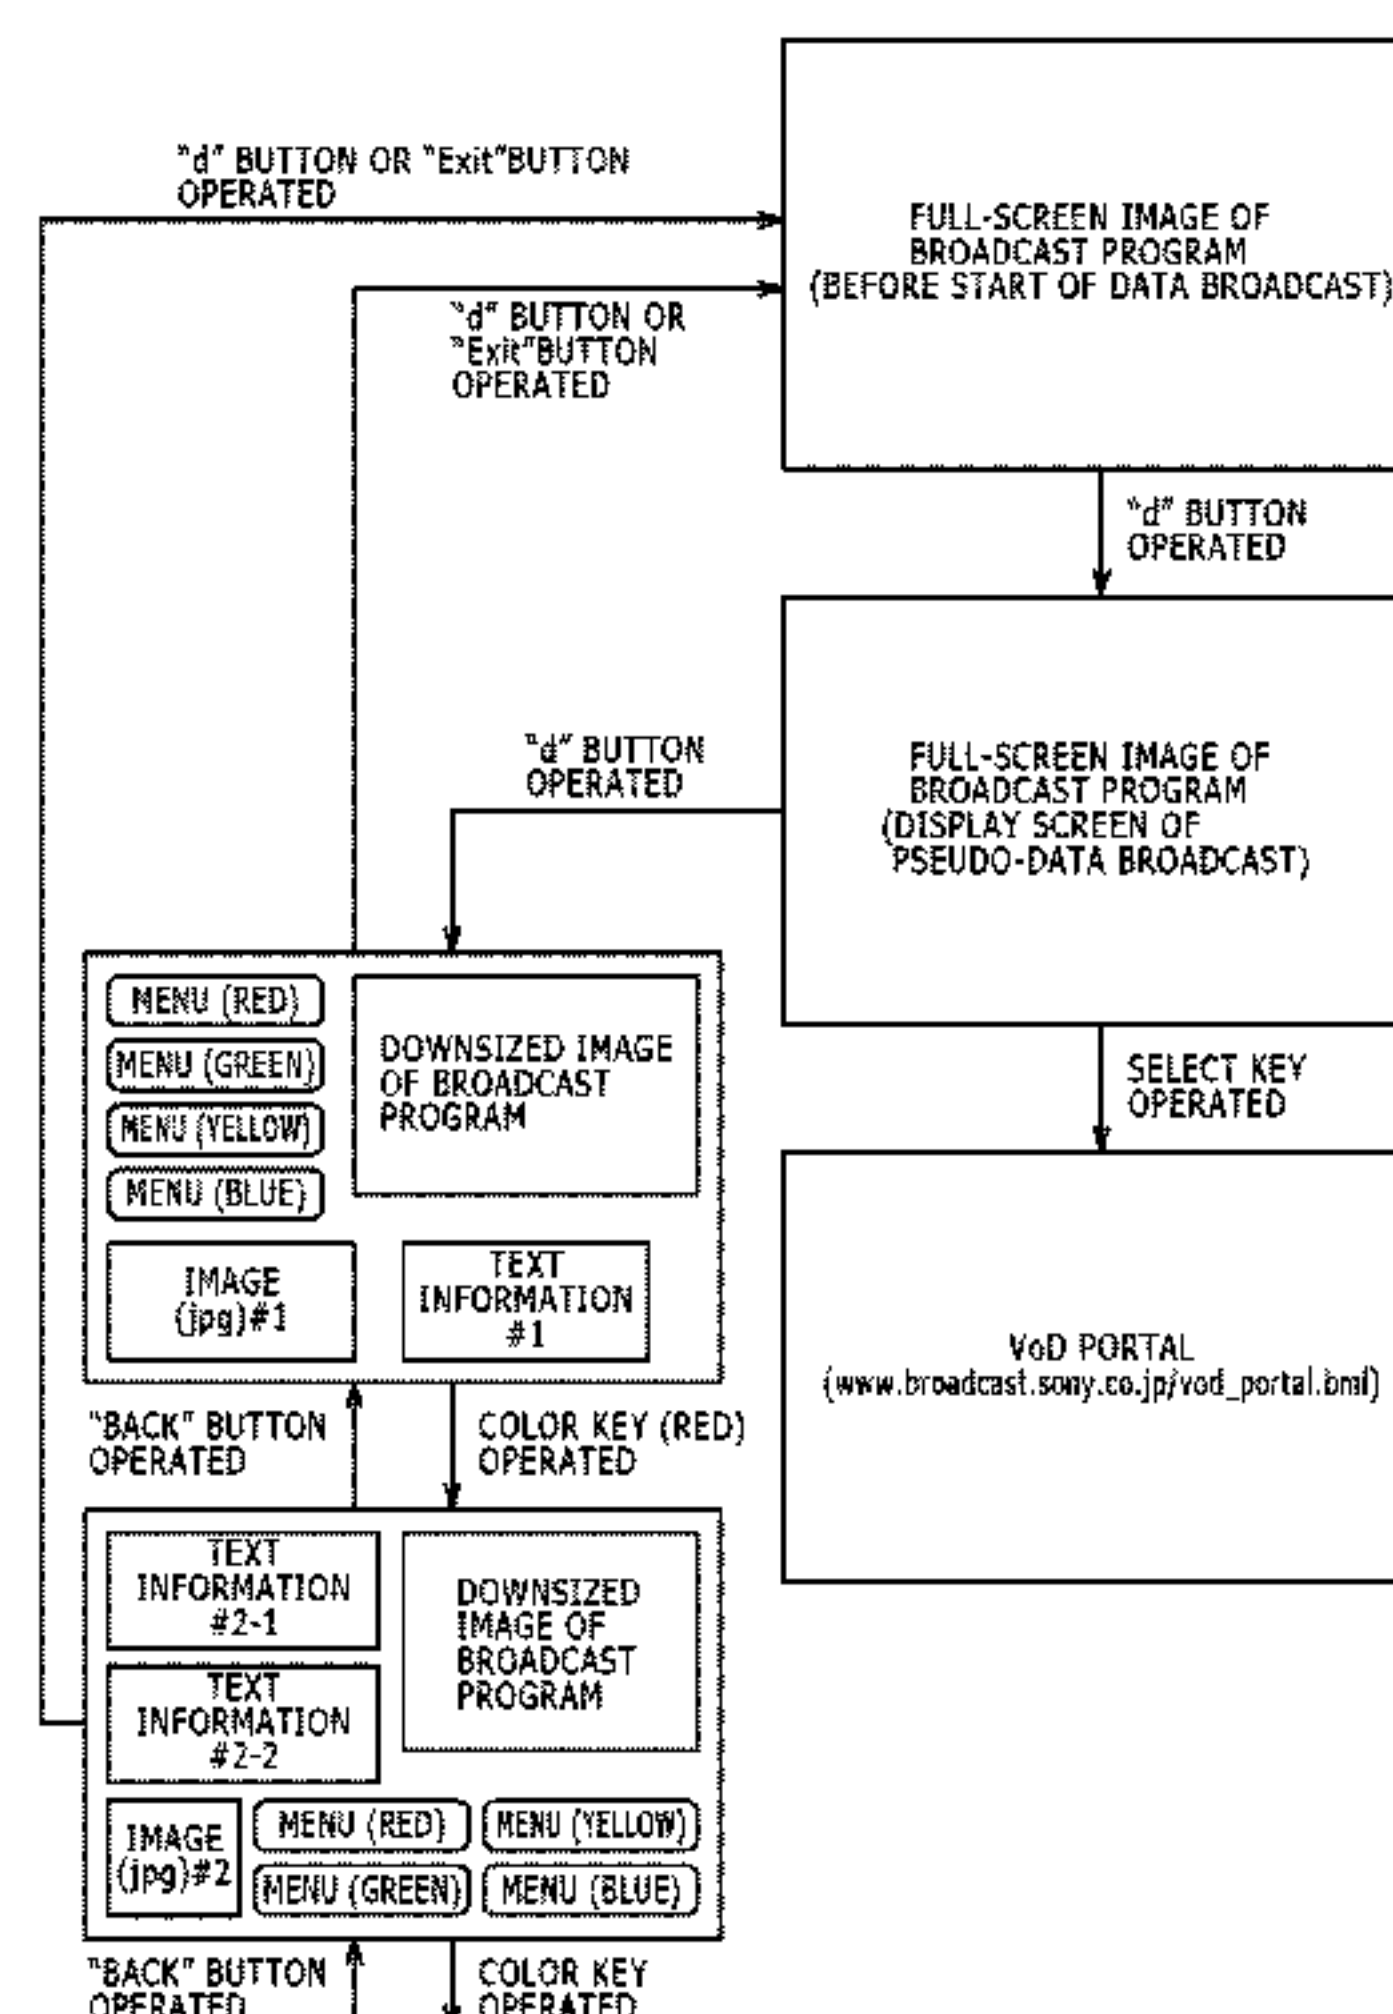 "d" BUTTON OR "Exit"BUTTON
OPERATED
FULL-SCREEN IMAGE OF
BROADCAST PROGRAM
(BEFORE START OF DATA BROADCAST)
"d" BUTTON OR
"Exit"BUTTON
OPERATED
"d" BUTTON
OPERATED
"d" BUTTON
OPERATED
FULL-SCREEN IMAGE OF
BROADCAST PROGRAM
(DISPLAY SCREEN OF
PSEUDO-DATA BROADCAST)
MENU (RED)
MENU (GREEN)
MENU (YELLOW)
MENU (BLUE)
DOWNSIZED IMAGE
OF BROADCAST
PROGRAM
IMAGE
(jpg)#1
TEXT
INFORMATION
#1
SELECT KEY
OPERATED
VoD PORTAL
(www.broadcast.sony.co.jp/vod_portal.bml)
"BACK" BUTTON
OPERATED
COLOR KEY (RED)
OPERATED
TEXT
INFORMATION
#2-1
TEXT
INFORMATION
#2-2
DOWNSIZED
IMAGE OF
BROADCAST
PROGRAM
IMAGE
(jpg)#2
MENU (RED)
MENU (YELLOW)
MENU (GREEN)
MENU (BLUE)
"BACK" BUTTON
OPERATED
COLOR KEY
OPERATED